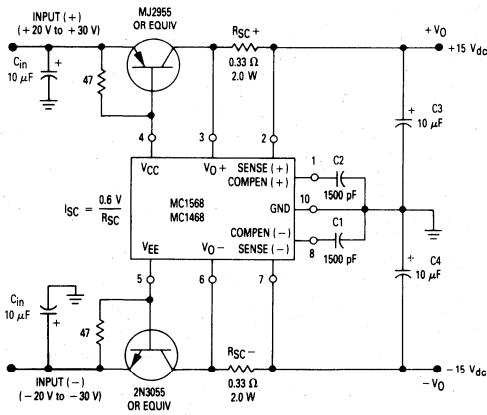 MJ2955
OR EQUIV
INPUT (+)
(+20 V to +30 V)
RSC+
+VO
+15 Vdc
Cin
10 µF
+
47
0.33 Ω
2.0 W
+
C3
10 µF
4
3
2
VCC
VO+
SENSE (+)
COMPEN (+)
1
C2
1500 pF
ISC = 0.6 V
RSC
MC1568
MC1468
GND
10
COMPEN (−)
SENSE (−)
C1
8
1500 pF
VEE
VO−
5
6
7
+
C4
10 µF
Cin
10 µF
+
47
RSC−
−15 Vdc
−VO
INPUT (−)
(−20 V to −30 V)
0.33 Ω
2.0 W
2N3055
OR EQUIV